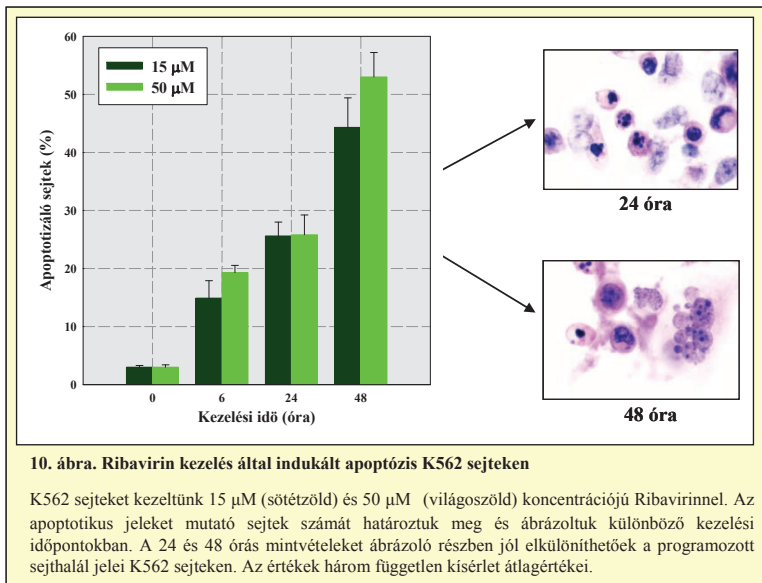 60
50
40
30
20
10
0
Apoptotizáló sejtek (%)
15 μM
50 μM
0 6 24 48
Kezelési idö (óra)
24 óra
48 óra
10. ábra. Ribavirin kezelés által indukált apoptózis K562 sejteken
K562 sejteket kezeltünk 15 μM (sötétzöld) és 50 μM (világoszöld) koncentrációjú Ribavirinnel. Az
apoptotikus jeleket mutató sejtek számát határoztuk meg és ábrázoltuk különböző kezelési
időpontokban. A 24 és 48 órás mintvételeket ábrázoló részben jól elkülöníthetőek a programozott
sejthalál jelei K562 sejteken. Az értékek három független kísérlet átlagértékei.